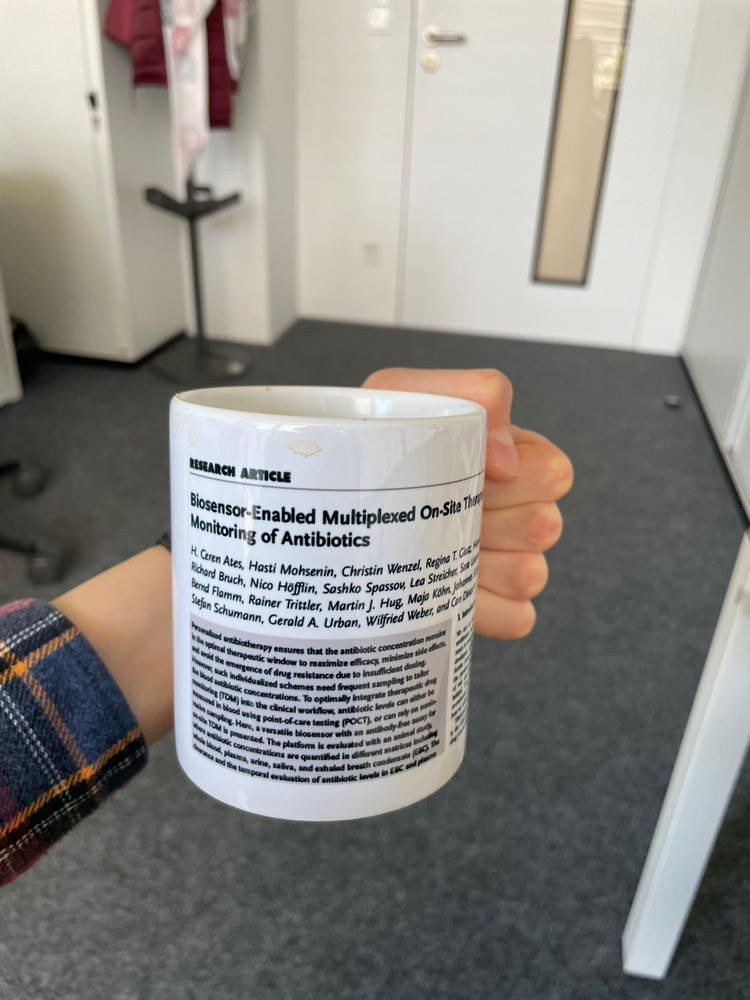 RESEARCH ARTICLE
Biosensor-Enabled Multiplexed On-Site Therap
Monitoring of Antibiotics
H. Ceren Ates, Hasti Mohsenin, Christin Wenzel, Regina T. Glatz,
Richard Bruch, Nico Höfflin, Sashko Spassov, Lea Streicher,
Bernd Flamm, Rainer Trittler, Martin J. Hug, Maja Köhn,
Stefan Schumann, Gerald A. Urban, Wilfried Weber, and Can
Personalized antibiotherapy ensures that the antibiotic concentration remains
in the optimal therapeutic window to maximize efficacy, minimize side effects,
and avoid the emergence of drug resistance due to insufficient dosing.
However, such individualized schemes need frequent sampling to tailor
the blood antibiotic concentrations. To optimally integrate therapeutic drug
monitoring (TDM) into the clinical workflow, antibiotic levels can either be
measured in blood using point-of-care testing (POCT), or can rely on
sampling. Here, a versatile biosensor with an antibody-free assay for
on-site TDM is presented. The platform is evaluated with an animal study,
where antibiotic concentrations are quantified in different matrices including
whole blood, plasma, urine, saliva, and exhaled breath condensate (EBC). The
and the temporal evaluation of antibiotic levels in EBC and plasma